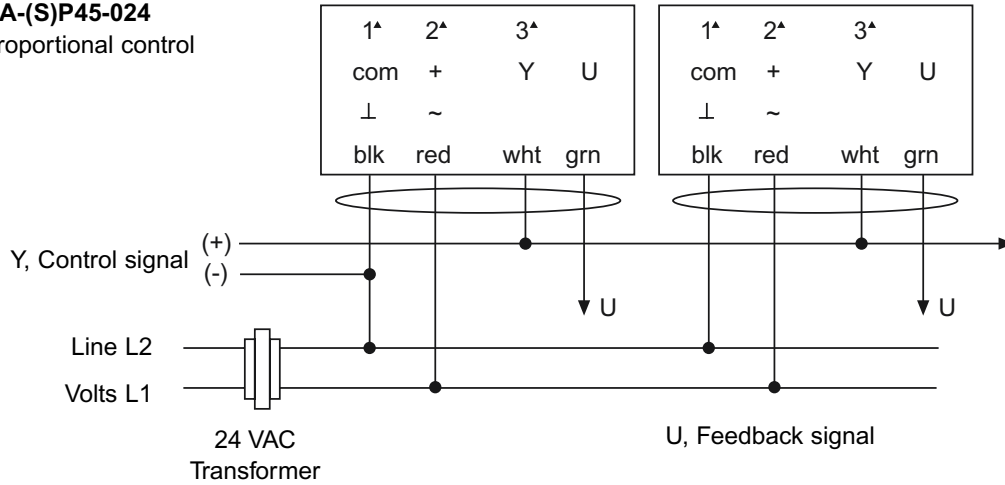 A-(S)P45-024
roportional control
1▲ 2▲ 3▲
com + Y U
⊥ ~
blk red wht grn
1▲ 2▲ 3▲
com + Y U
⊥ ~
blk red wht grn
Y, Control signal (+)
(-)
U
U
Line L2
Volts L1
24 VAC
Transformer
U, Feedback signal